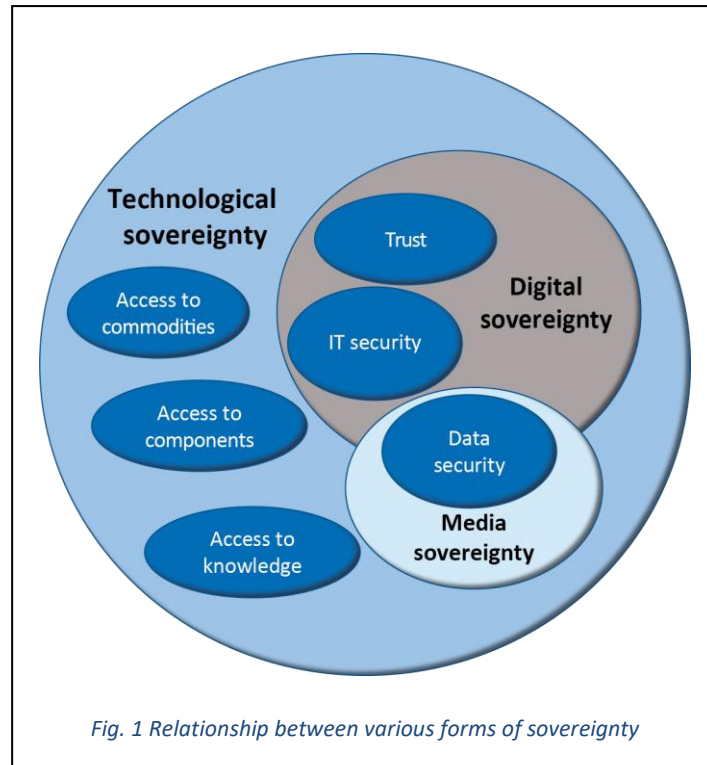 Technological
sovereignty
Trust
Digital
sovereignty
Access to
commodities
IT security
Access to
components
Data
security
Media
sovereignty
Access to
knowledge
Fig. 1 Relationship between various forms of sovereignty